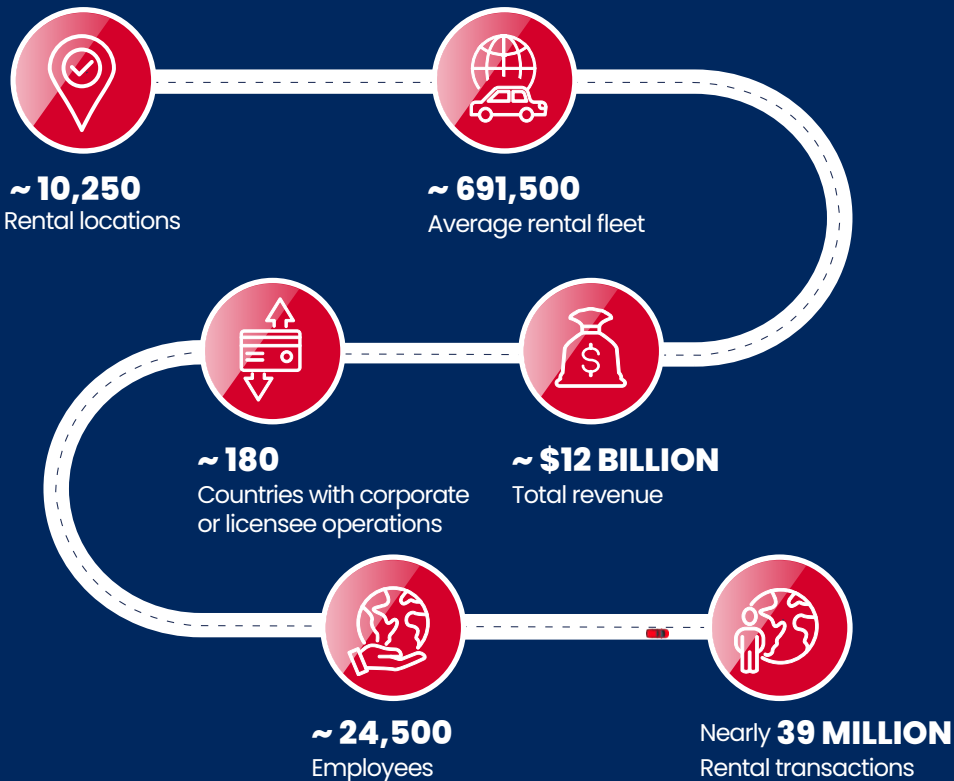 ~ 10,250
Rental locations
~ 691,500
Average rental fleet
~ $12 BILLION
Total revenue
~ 180
Countries with corporate
or licensee operations
~ 24,500
Employees
Nearly 39 MILLION
Rental transactions